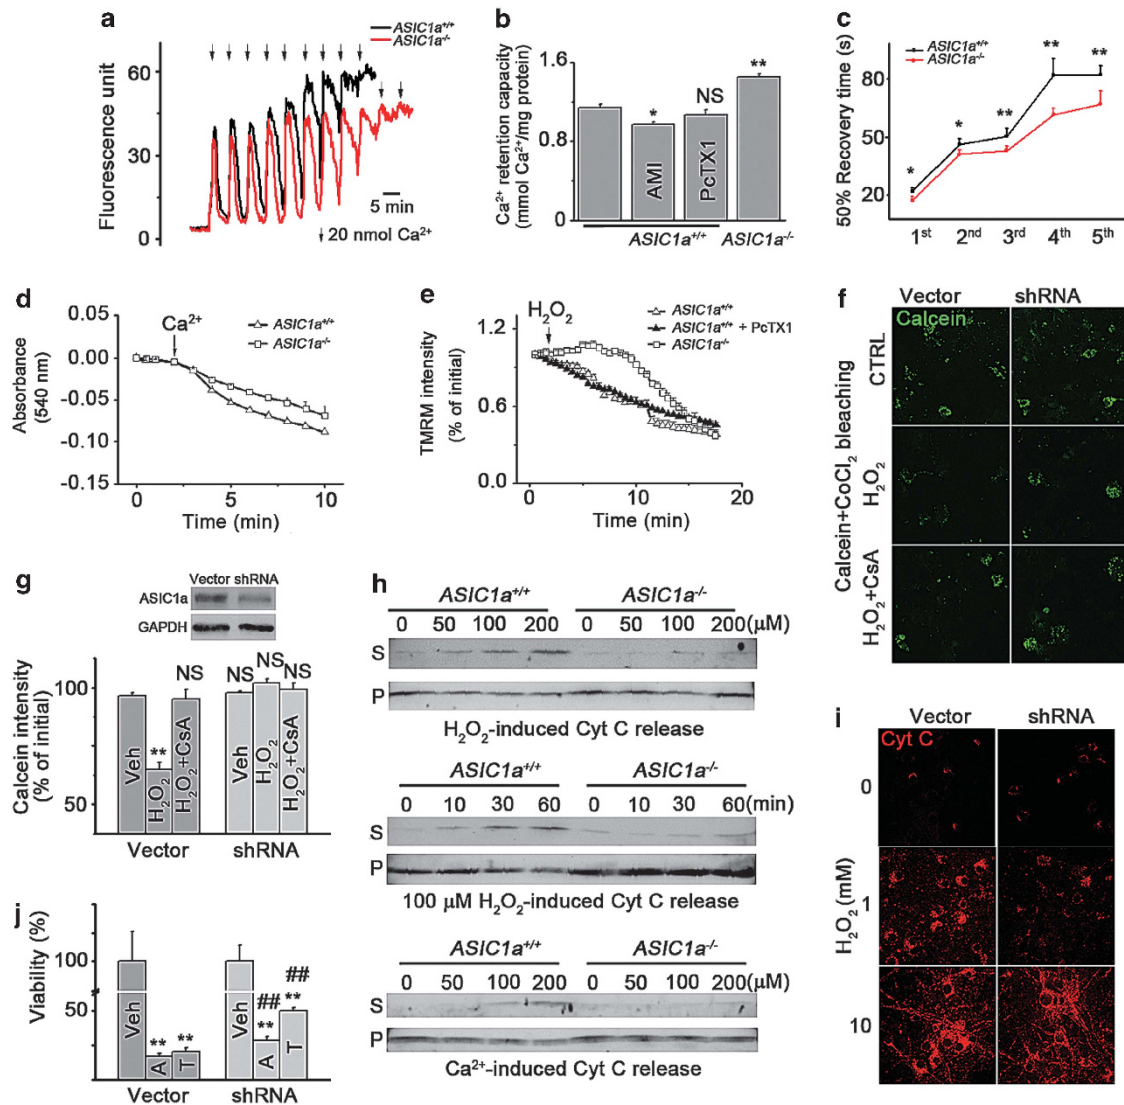 a
ASIC1a+/+
ASIC1a-/-
Fluorescence unit
60
30
0
5 min
20 nmol Ca²⁺
b
Ca²⁺ retention capacity
(mmol Ca²⁺/mg protein)
1.8
1.2
0.6
0
*
NS
**
AMI
PcTX1
ASIC1a+/+
ASIC1a-/-
c
50% Recovery time (s)
80
50
20
ASIC1a+/+
ASIC1a-/-
*
*
**
**
**
1st
2nd
3rd
4th
5th
d
Absorbance
(540 nm)
0.05
0.00
-0.05
-0.10
-0.15
Ca²⁺
ASIC1a+/+
ASIC1a-/-
0
5
10
Time (min)
e
TMRM intensity
(% of initial)
1.2
0.6
0.0
H₂O₂
ASIC1a+/+
ASIC1a+/+ + PcTX1
ASIC1a-/-
0
10
20
Time (min)
f
Vector
shRNA
Calcein
Calcein+CoCl₂ bleaching
CTRL
H₂O₂
H₂O₂+CsA
g
Vector shRNA
ASIC1a
GAPDH
Calcein intensity
(% of initial)
100
50
NS
**
NS
NS
NS
Veh
H₂O₂
H₂O₂+CsA
Veh
H₂O₂
H₂O₂+CsA
Vector
shRNA
h
ASIC1a+/+
ASIC1a-/-
0 50 100 200 0 50 100 200(μM)
S
P
H₂O₂-induced Cyt C release
ASIC1a+/+
ASIC1a-/-
0 10 30 60 0 10 30 60(min)
S
P
100 μM H₂O₂-induced Cyt C release
ASIC1a+/+
ASIC1a-/-
0 50 100 200 0 50 100 200(μM)
S
P
Ca²⁺-induced Cyt C release
i
Vector
shRNA
Cyt C
H₂O₂ (mM)
0
1
10
j
Viability (%)
100
50
Veh
**
A
**
T
Veh
##
**
A
##
**
T
Vector
shRNA